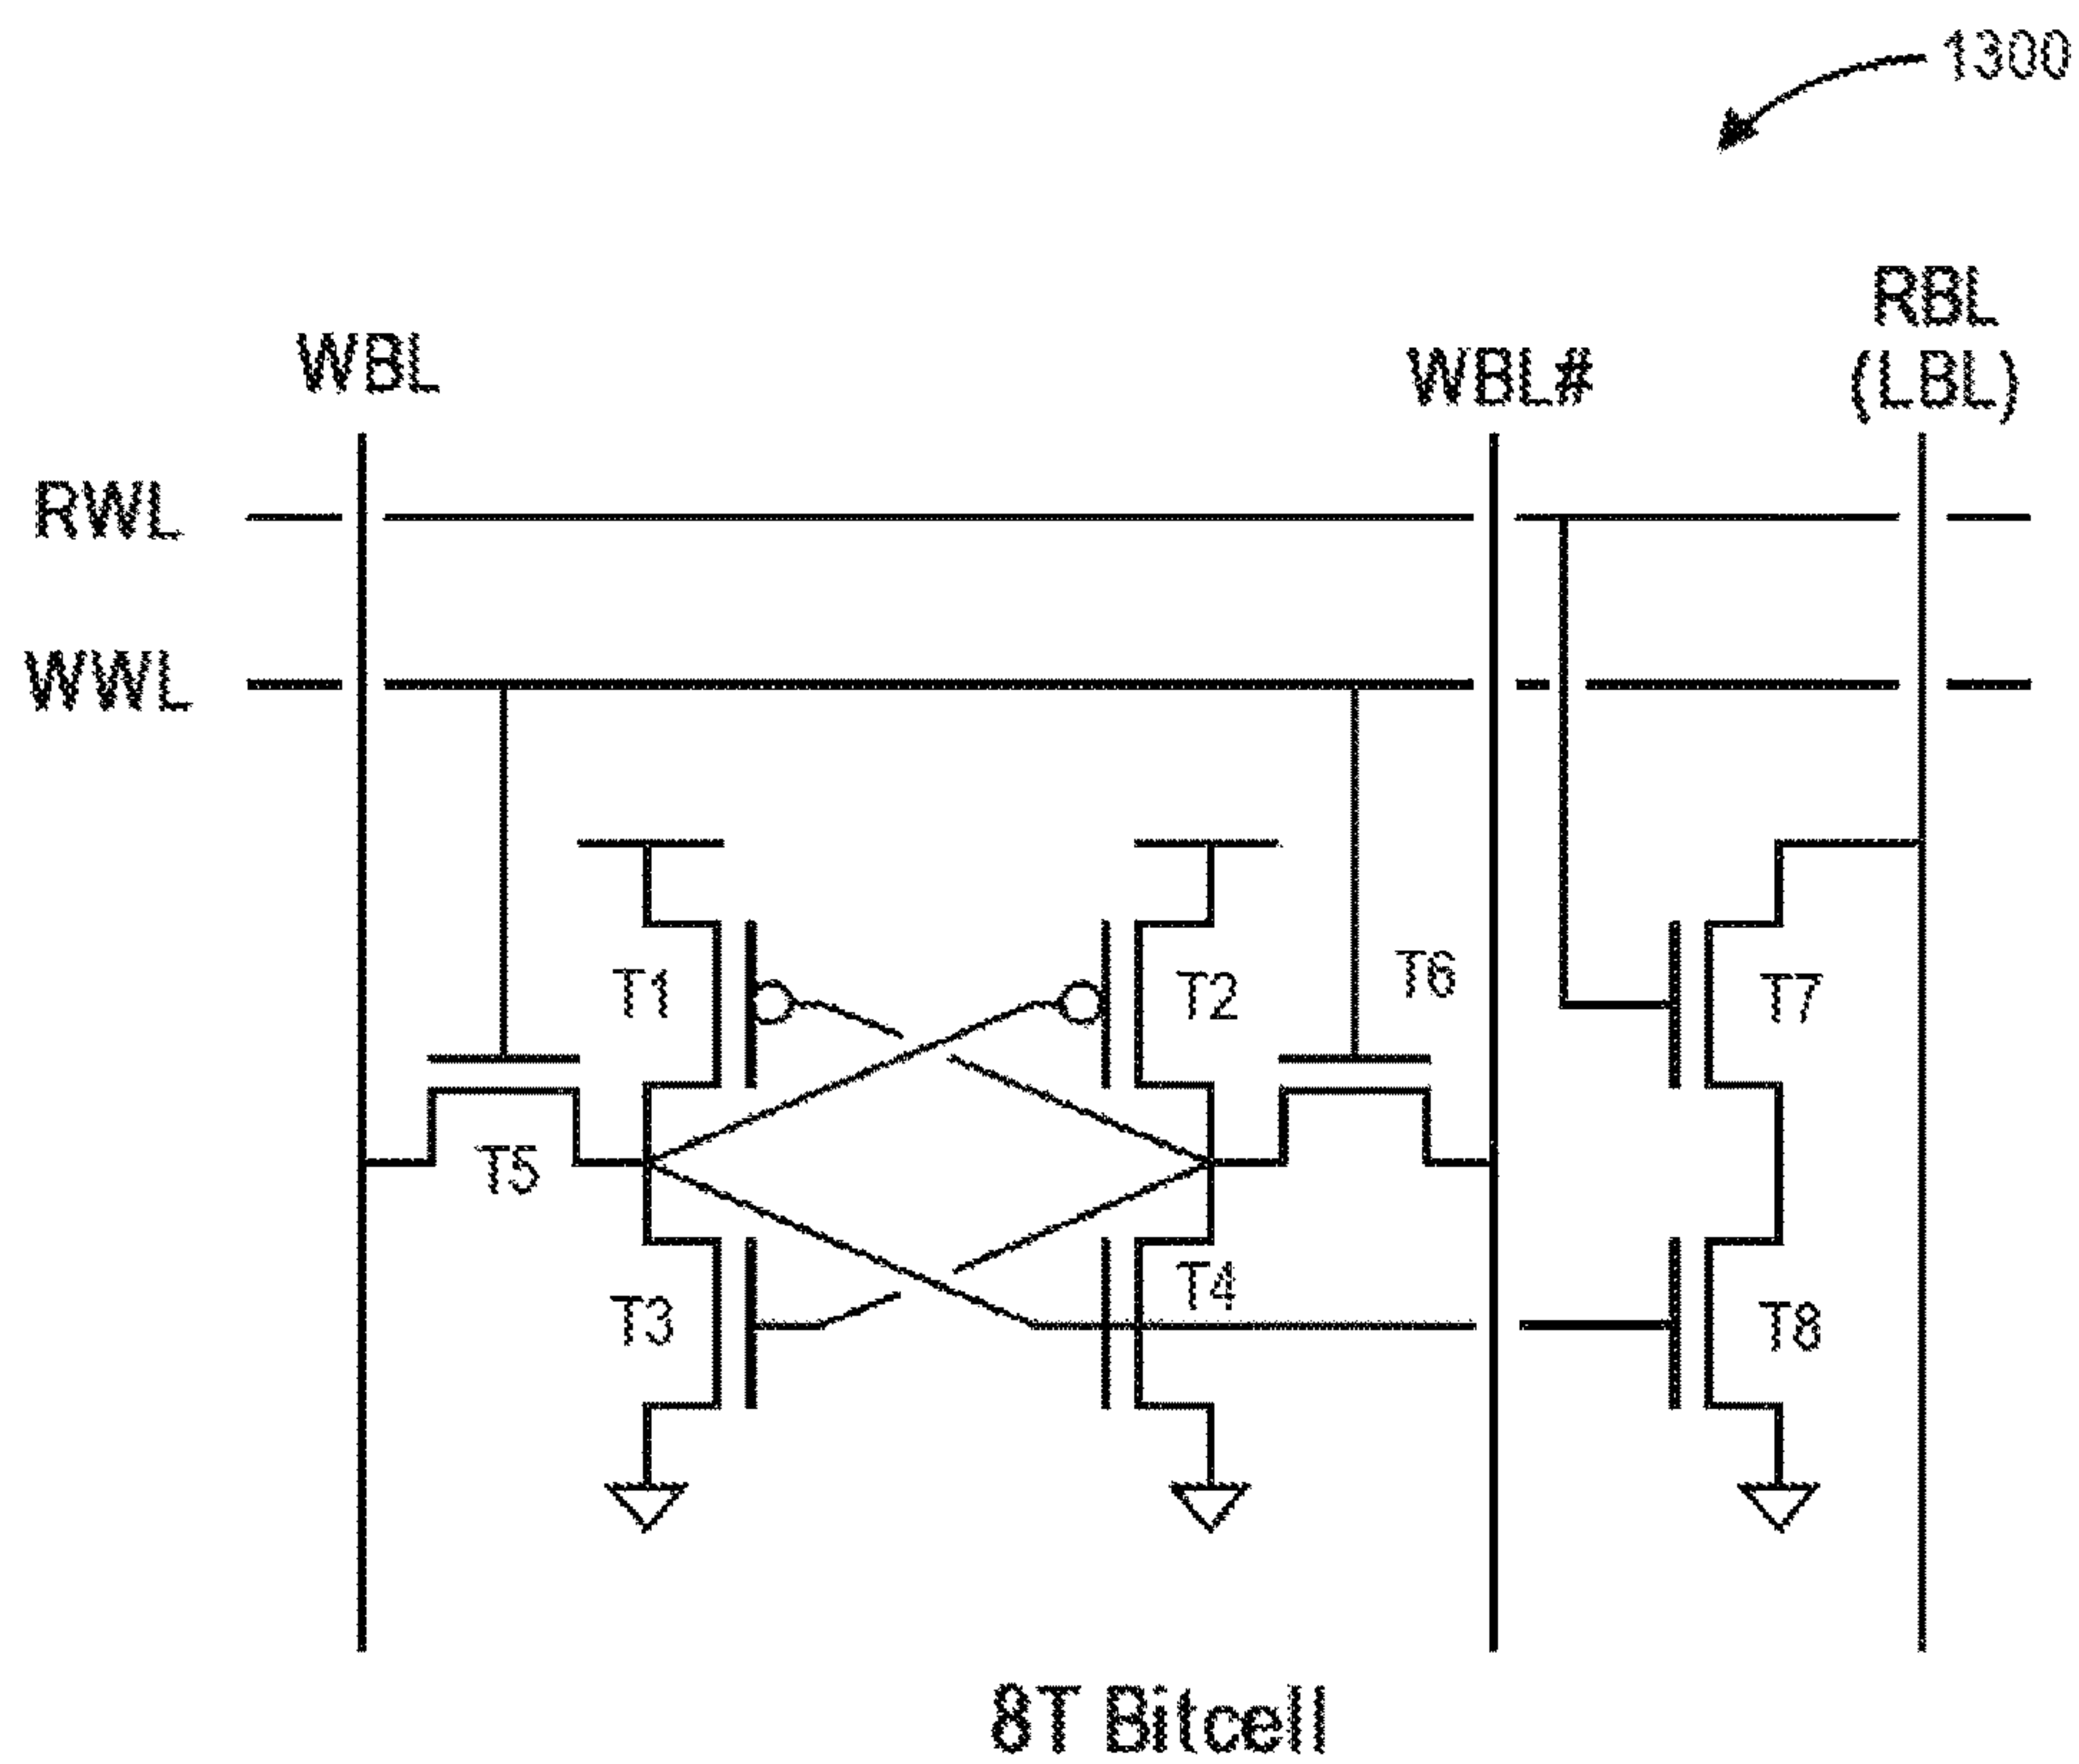 1300
RBL
(LBL)
WBL
WBL#
RWL
WWL
T1
T2
T6
T7
T5
T3
T4
T8
8T Bitcell